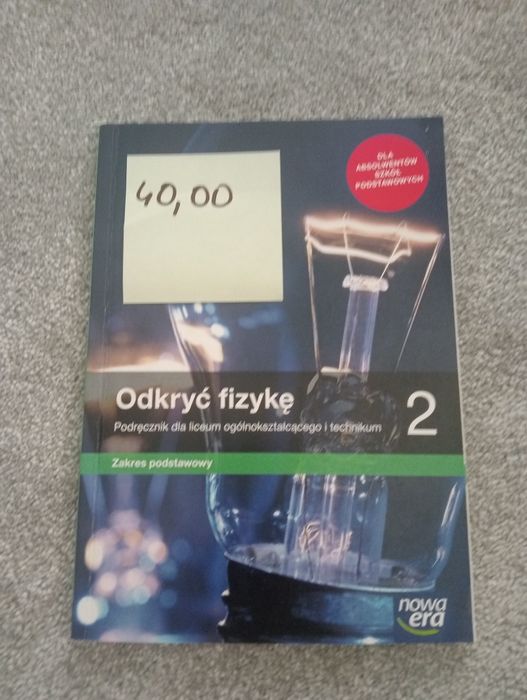 40,00
DLA
ABSOLWENTÓW
SZKÓŁ
PODSTAWOWYCH
Odkryć fizykę
2
Podręcznik dla liceum ogólnokształcącego i technikum
Zakres podstawowy
nowa
era